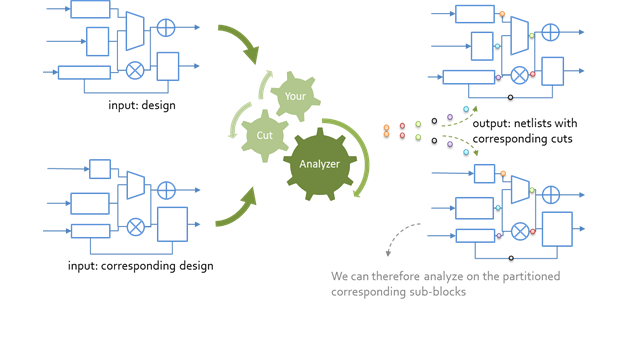 input: design
Your
Cut
Analyzer
output: netlists with
corresponding cuts
input: corresponding design
We can therefore analyze on the partitioned
corresponding sub-blocks